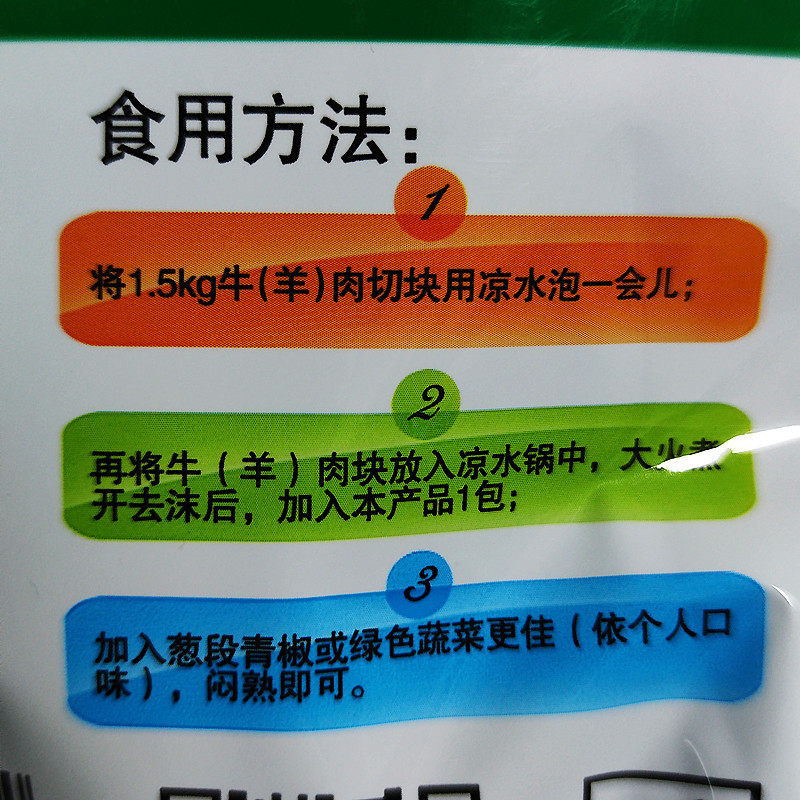 食用方法:
1
将1.5kg牛(羊)肉切块用凉水泡一会儿;
2
再将牛(羊)肉块放入凉水锅中,大火煮
开去沫后,加入本产品1包;
3
加入葱段青椒或绿色蔬菜更佳(依个人口
味),闷熟即可。